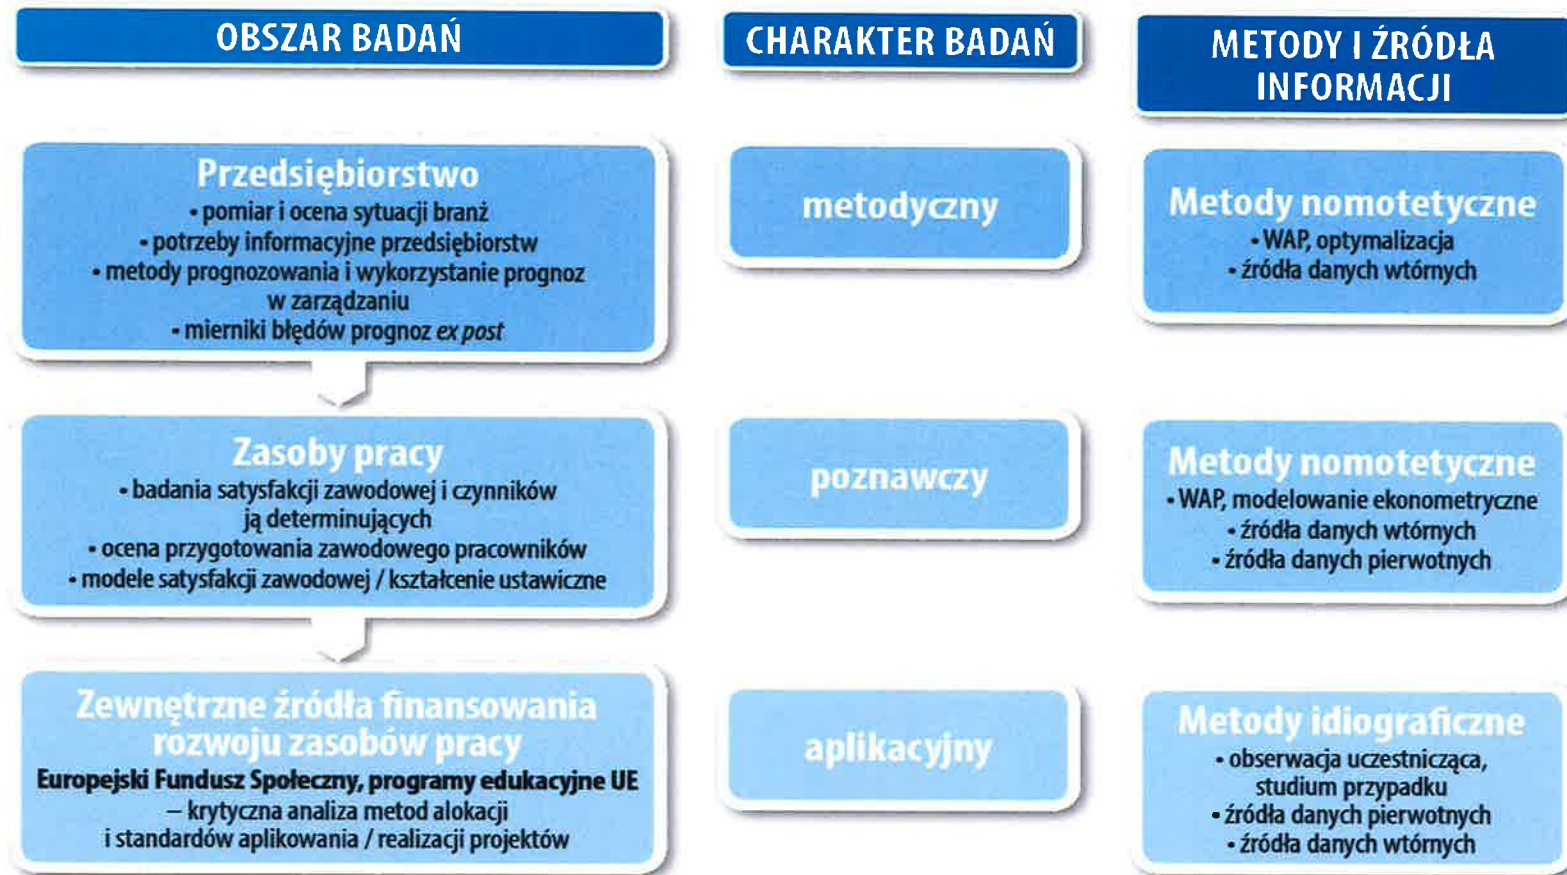 OBSZAR BADAŃ
CHARAKTER BADAŃ
METODY I ŹRÓDŁA
INFORMACJI
Przedsiębiorstwo
• pomiar i ocena sytuacji branż
• potrzeby informacyjne przedsiębiorstw
• metody prognozowania i wykorzystanie prognoz
w zarządzaniu
• mierniki błędów prognoz ex post
metodyczny
Metody nomotetyczne
• WAP, optymalizacja
• źródła danych wtórnych
Zasoby pracy
• badania satysfakcji zawodowej i czynników
ją determinujących
• ocena przygotowania zawodowego pracowników
• modele satysfakcji zawodowej / kształcenie ustawiczne
poznawczy
Metody nomotetyczne
• WAP, modelowanie ekonometryczne
• źródła danych wtórnych
• źródła danych pierwotnych
Zewnętrzne źródła finansowania
rozwoju zasobów pracy
Europejski Fundusz Społeczny, programy edukacyjne UE
– krytyczna analiza metod alokacji
i standardów aplikowania / realizacji projektów
aplikacyjny
Metody idiograficzne
• obserwacja uczestnicząca,
studium przypadku
• źródła danych pierwotnych
• źródła danych wtórnych